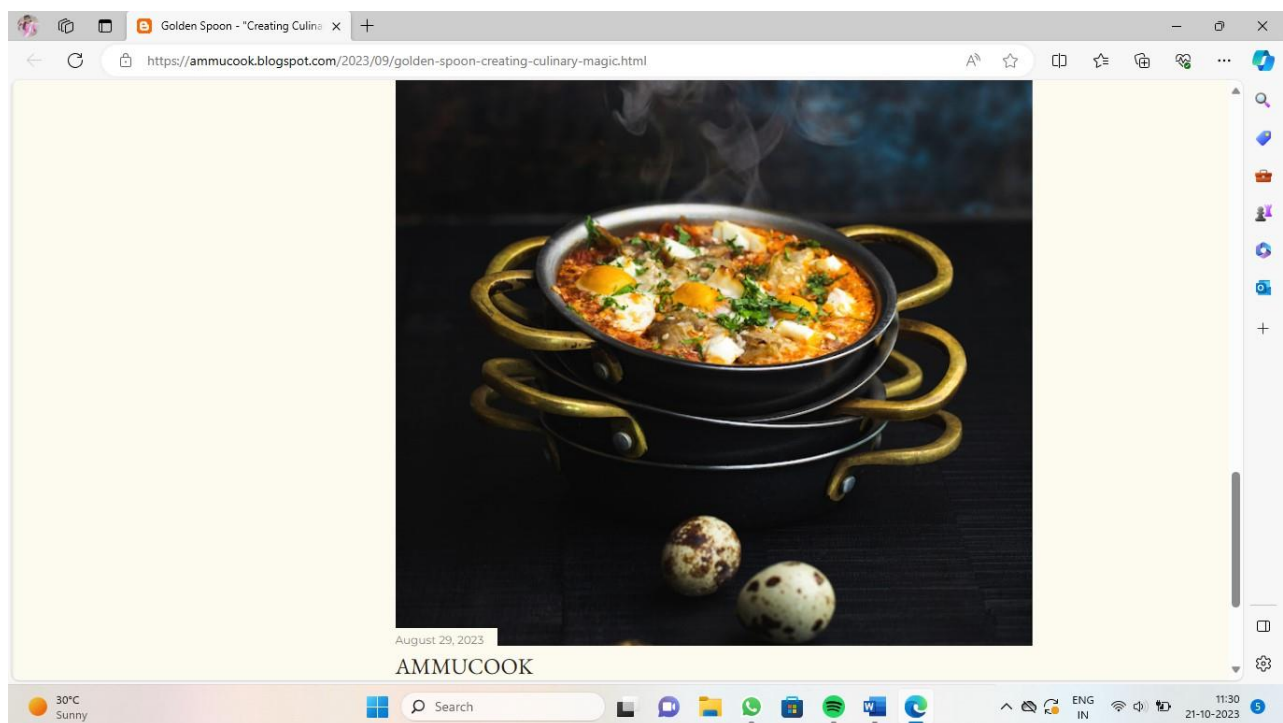 Golden Spoon - "Creating Culina
https://ammucook.blogspot.com/2023/09/golden-spoon-creating-culinary-magic.html
August 29, 2023
AMMUCOOK
30°C
Sunny
Search
ENG
IN
11:30
21-10-2023
5